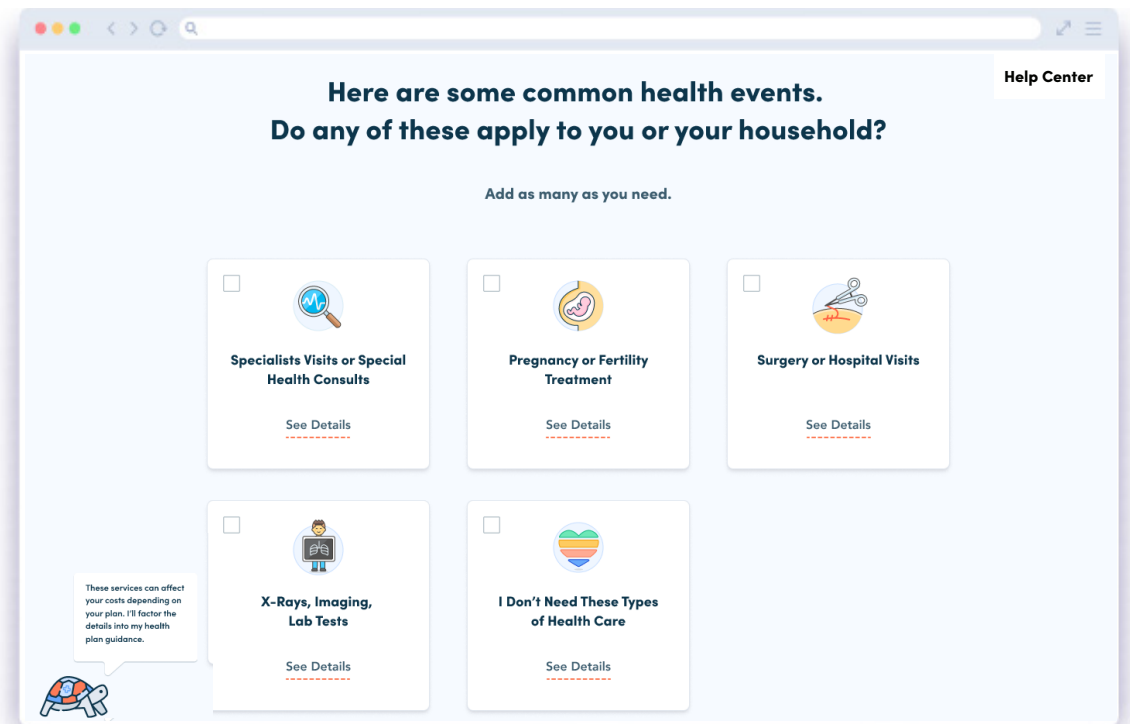 Help Center
Here are some common health events.
Do any of these apply to you or your household?
Add as many as you need.
Specialists Visits or Special
Health Consults
See Details
Pregnancy or Fertility
Treatment
See Details
Surgery or Hospital Visits
See Details
X-Rays, Imaging,
Lab Tests
See Details
I Don't Need These Types
of Health Care
See Details
These services can affect
your costs depending on
your plan. I'll factor the
details into my health
plan guidance.